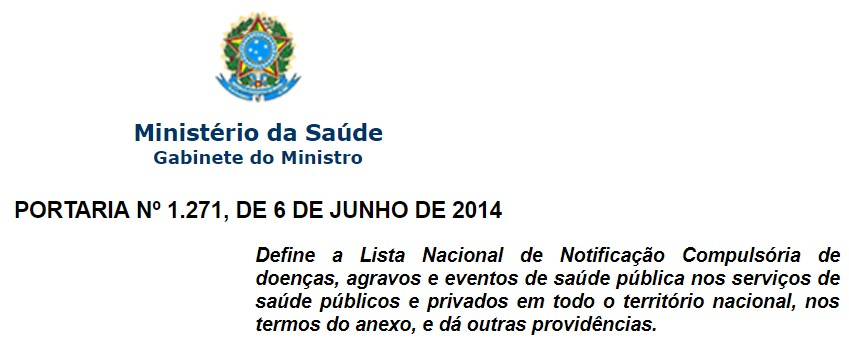 Ministério da Saúde
Gabinete do Ministro
PORTARIA Nº 1.271, DE 6 DE JUNHO DE 2014
Define a Lista Nacional de Notificação Compulsória de
doenças, agravos e eventos de saúde pública nos serviços de
saúde públicos e privados em todo o território nacional, nos
termos do anexo, e dá outras providências.